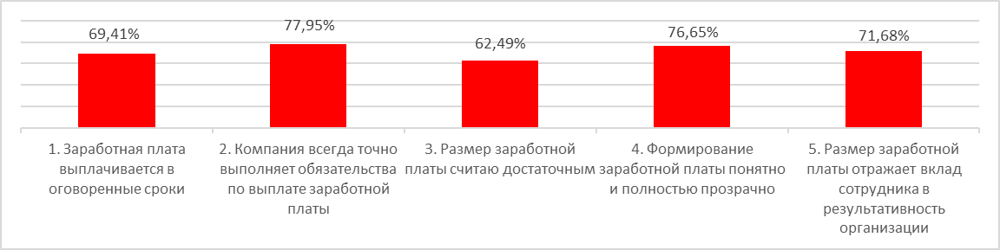 69,41%
77,95%
62,49%
76,65%
71,68%
1. Заработная плата
выплачивается в
оговоренные сроки
2. Компания всегда точно
выполняет обязательства
по выплате заработной
платы
3. Размер заработной
платы считаю достаточным
4. Формирование
заработной платы понятно
и полностью прозрачно
5. Размер заработной
платы отражает вклад
сотрудника в
результативность
организации